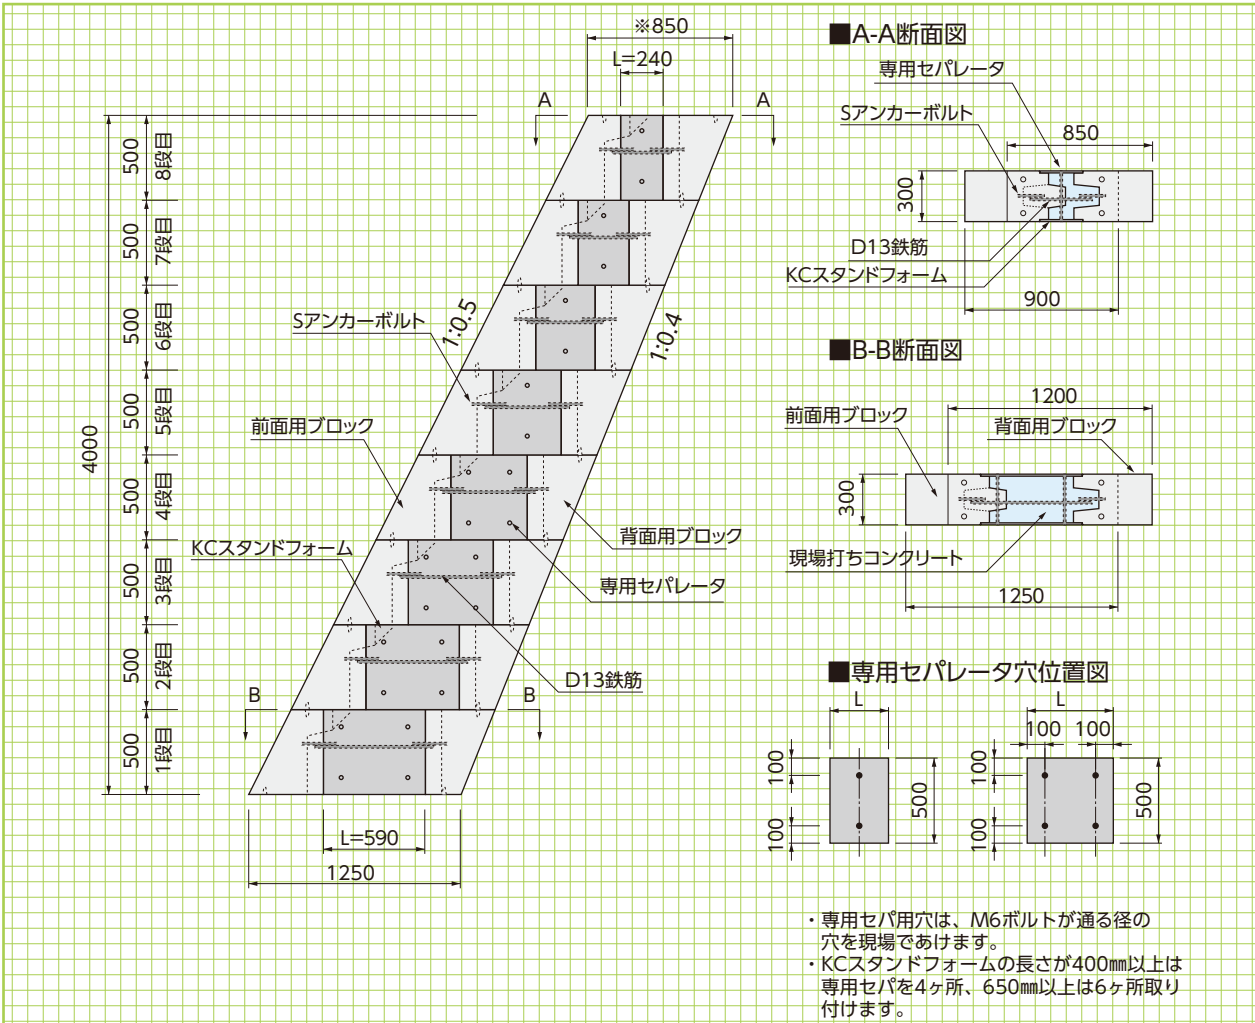 ※850
L=240
A
A
4000
500
8段目
500
7段目
500
6段目
500
5段目
500
4段目
500
3段目
500
2段目
500
1段目
1:0.5
1:0.4
Sアンカーボルト
前面用ブロック
KCスタンドフォーム
背面用ブロック
専用セパレータ
D13鉄筋
B
B
L=590
1250
■A-A断面図
専用セパレータ
Sアンカーボルト
850
300
D13鉄筋
KCスタンドフォーム
900
■B-B断面図
1200
前面用ブロック
背面用ブロック
300
現場打ちコンクリート
1250
■専用セパレータ穴位置図
L
100
100
500
L
100
100
100
100
500
・専用セパ用穴は、M6ボルトが通る径の
穴を現場であけます。
・KCスタンドフォームの長さが400㎜以上は
専用セパを4ヶ所、650㎜以上は6ヶ所取り
付けます。